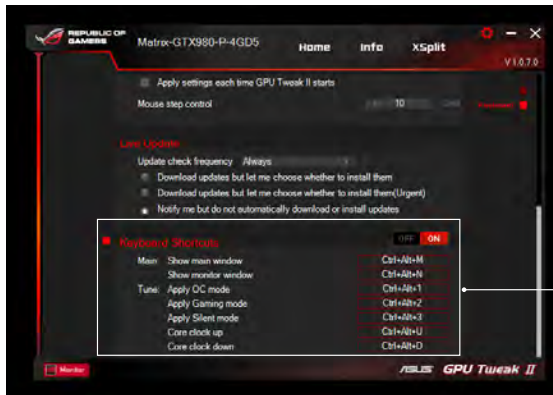 REPUBLIC OF
GAMERS
Matrix-GTX980-P-4GD5
Home Info XSplit
V1.0.7.0
Apply settings each time GPU Tweak II starts
Mouse step control 10
Live Update
Update check frequency Always
Download updates but let me choose whether to install them
Download updates but let me choose whether to install them(Urgent)
Notify me but do not automatically download or install updates
Keyboard Shortcuts OFF ON
Main: Show main window Ctrl+Alt+M
Show monitor window Ctrl+Alt+N
Tune: Apply OC mode Ctrl+Alt+1
Apply Gaming mode Ctrl+Alt+2
Apply Silent mode Ctrl+Alt+3
Core clock up Ctrl+Alt+U
Core clock down Ctrl+Alt+D
Monitor
ASUS GPU Tweak II